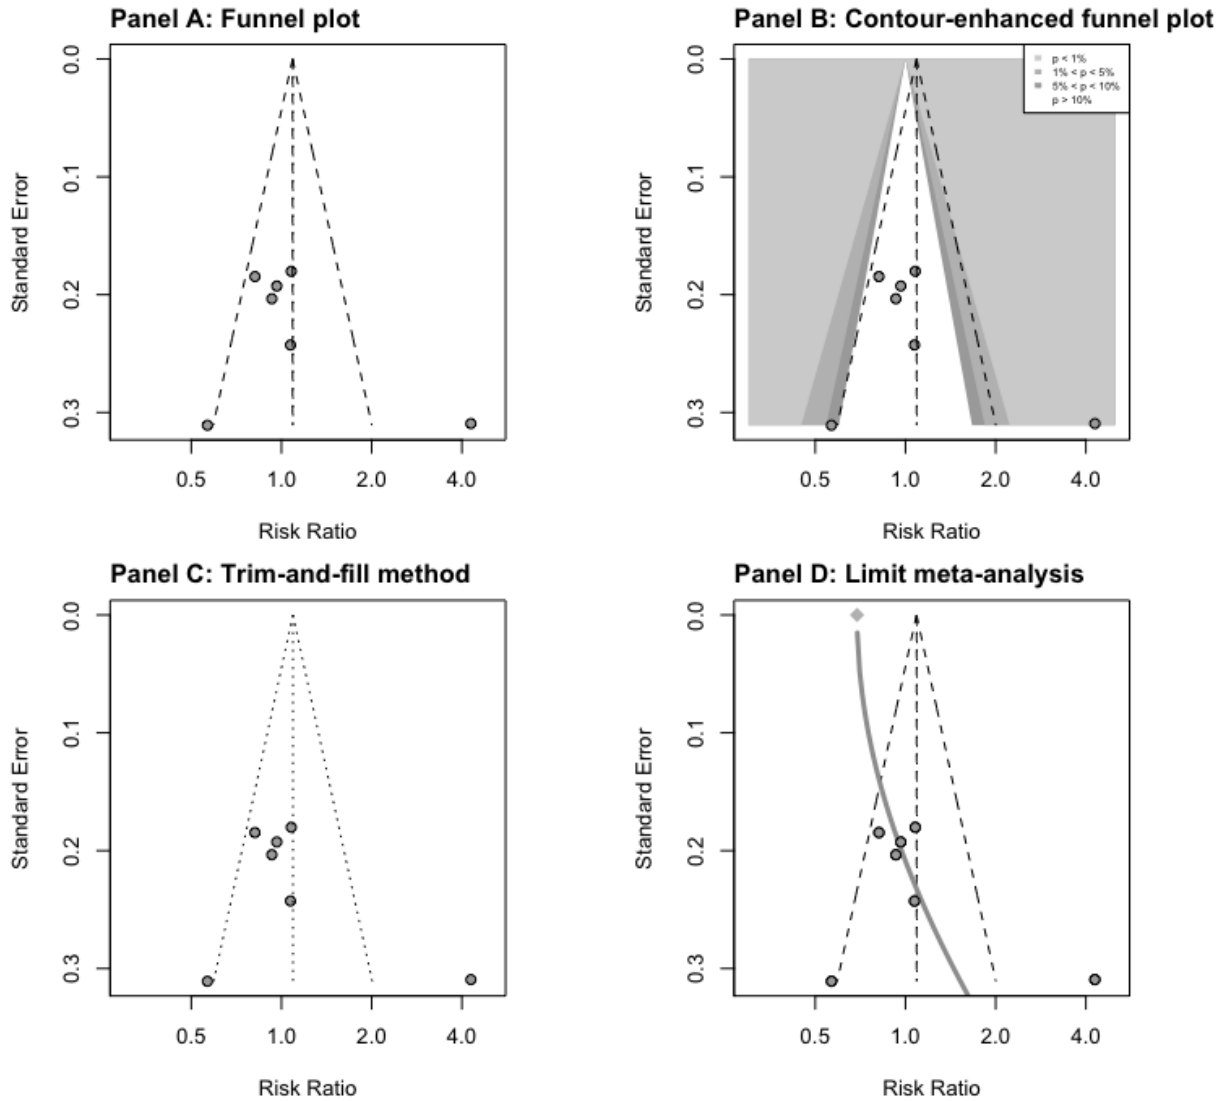 Panel A: Funnel plot
0.0
0.1
0.2
0.3
Standard Error
0.5 1.0 2.0 4.0
Risk Ratio
Panel B: Contour-enhanced funnel plot
p < 1%
1% < p < 5%
5% < p < 10%
p > 10%
0.0
0.1
0.2
0.3
Standard Error
0.5 1.0 2.0 4.0
Risk Ratio
Panel C: Trim-and-fill method
0.0
0.1
0.2
0.3
Standard Error
0.5 1.0 2.0 4.0
Risk Ratio
Panel D: Limit meta-analysis
0.0
0.1
0.2
0.3
Standard Error
0.5 1.0 2.0 4.0
Risk Ratio